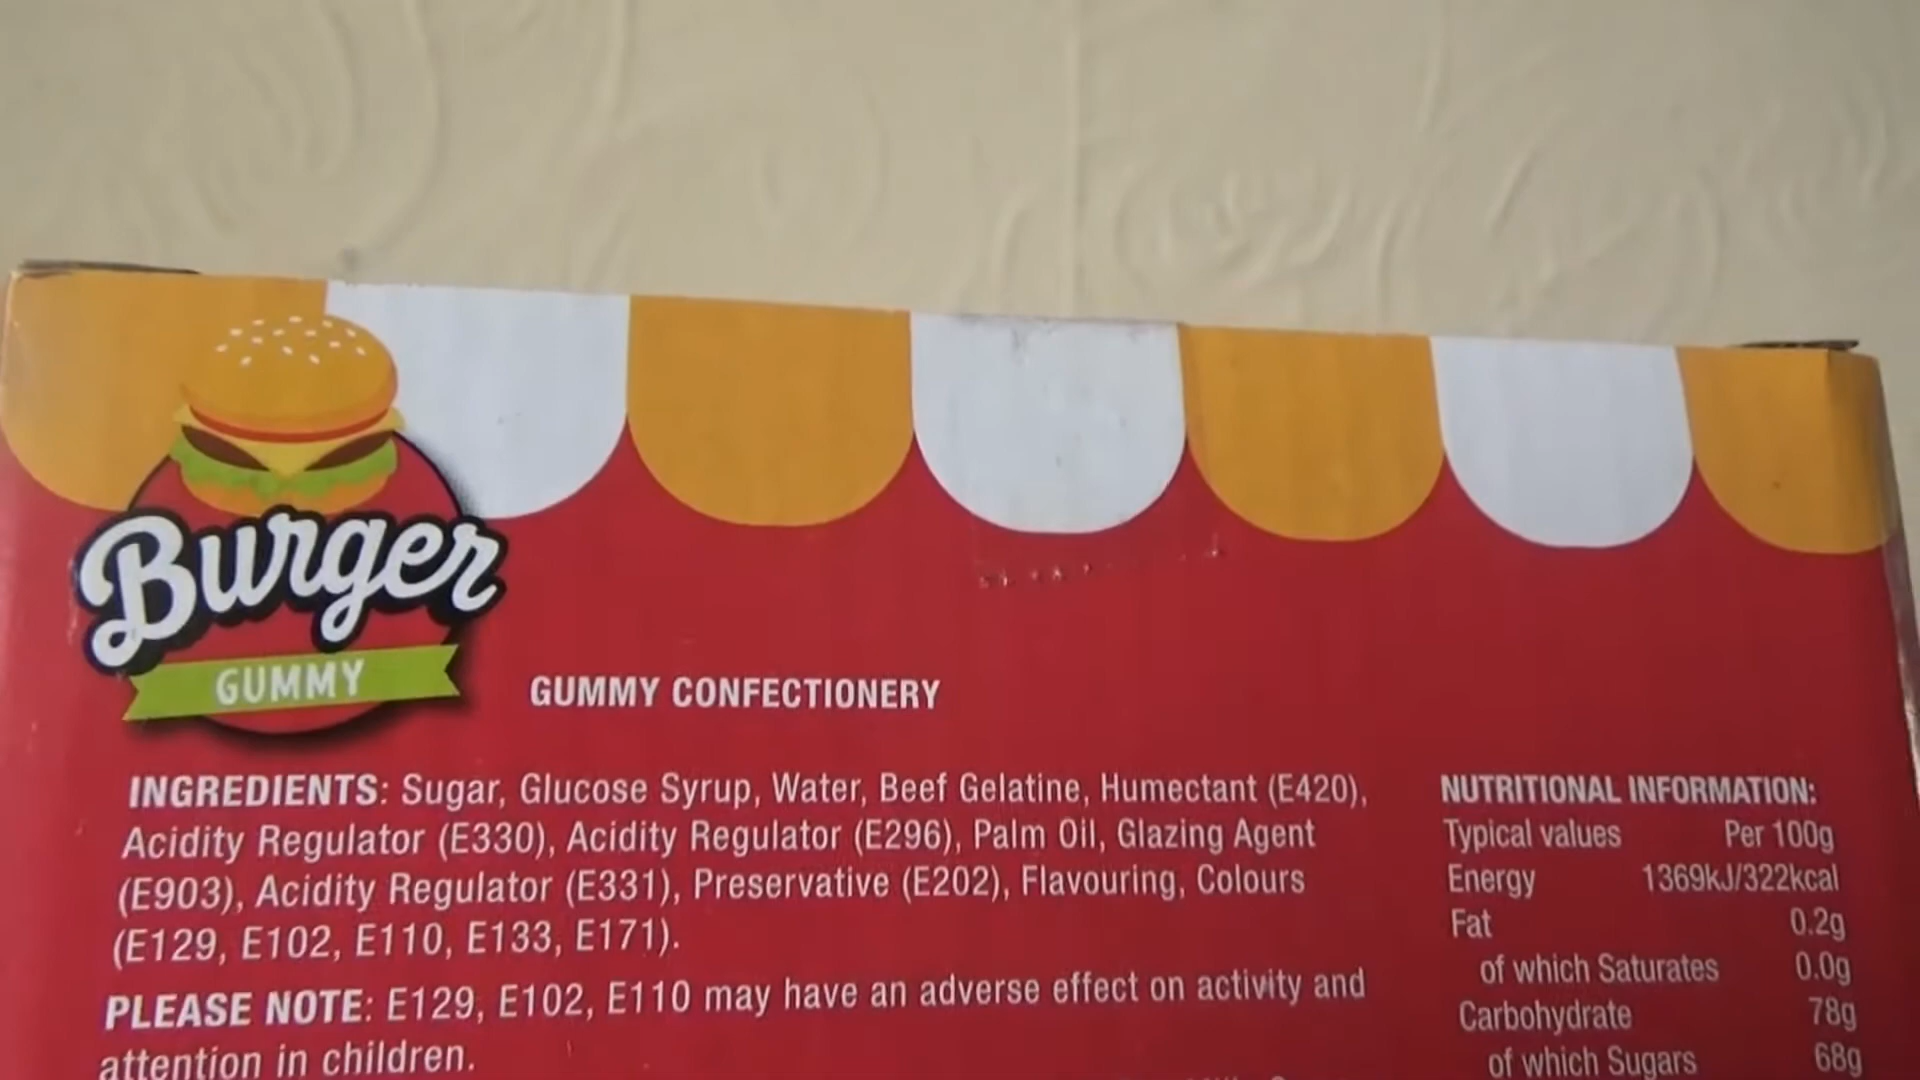 Burger
GUMMY
GUMMY CONFECTIONERY
INGREDIENTS: Sugar, Glucose Syrup, Water, Beef Gelatine, Humectant (E420),
Acidity Regulator (E330), Acidity Regulator (E296), Palm Oil, Glazing Agent
(E903), Acidity Regulator (E331), Preservative (E202), Flavouring, Colours
(E129, E102, E110, E133, E171).
PLEASE NOTE: E129, E102, E110 may have an adverse effect on activity and
attention in children.
NUTRITIONAL INFORMATION:
Typical values Per 100g
Energy 1369kJ/322kcal
Fat 0.2g
of which Saturates 0.0g
Carbohydrate 78g
of which Sugars 68g